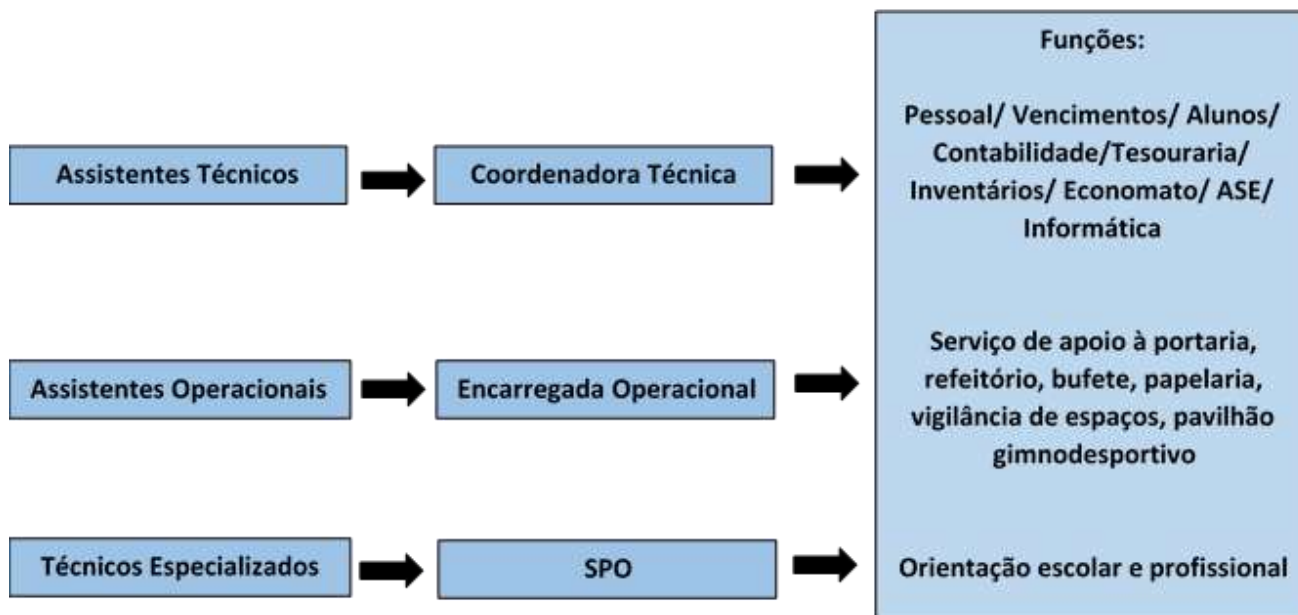 Funções:
Assistentes Técnicos
Coordenadora Técnica
Pessoal/ Vencimentos/ Alunos/
Contabilidade/Tesouraria/
Inventários/ Economato/ ASE/
Informática
Assistentes Operacionais
Encarregada Operacional
Serviço de apoio à portaria,
refeitório, bufete, papelaria,
vigilância de espaços, pavilhão
gimnodesportivo
Técnicos Especializados
SPO
Orientação escolar e profissional